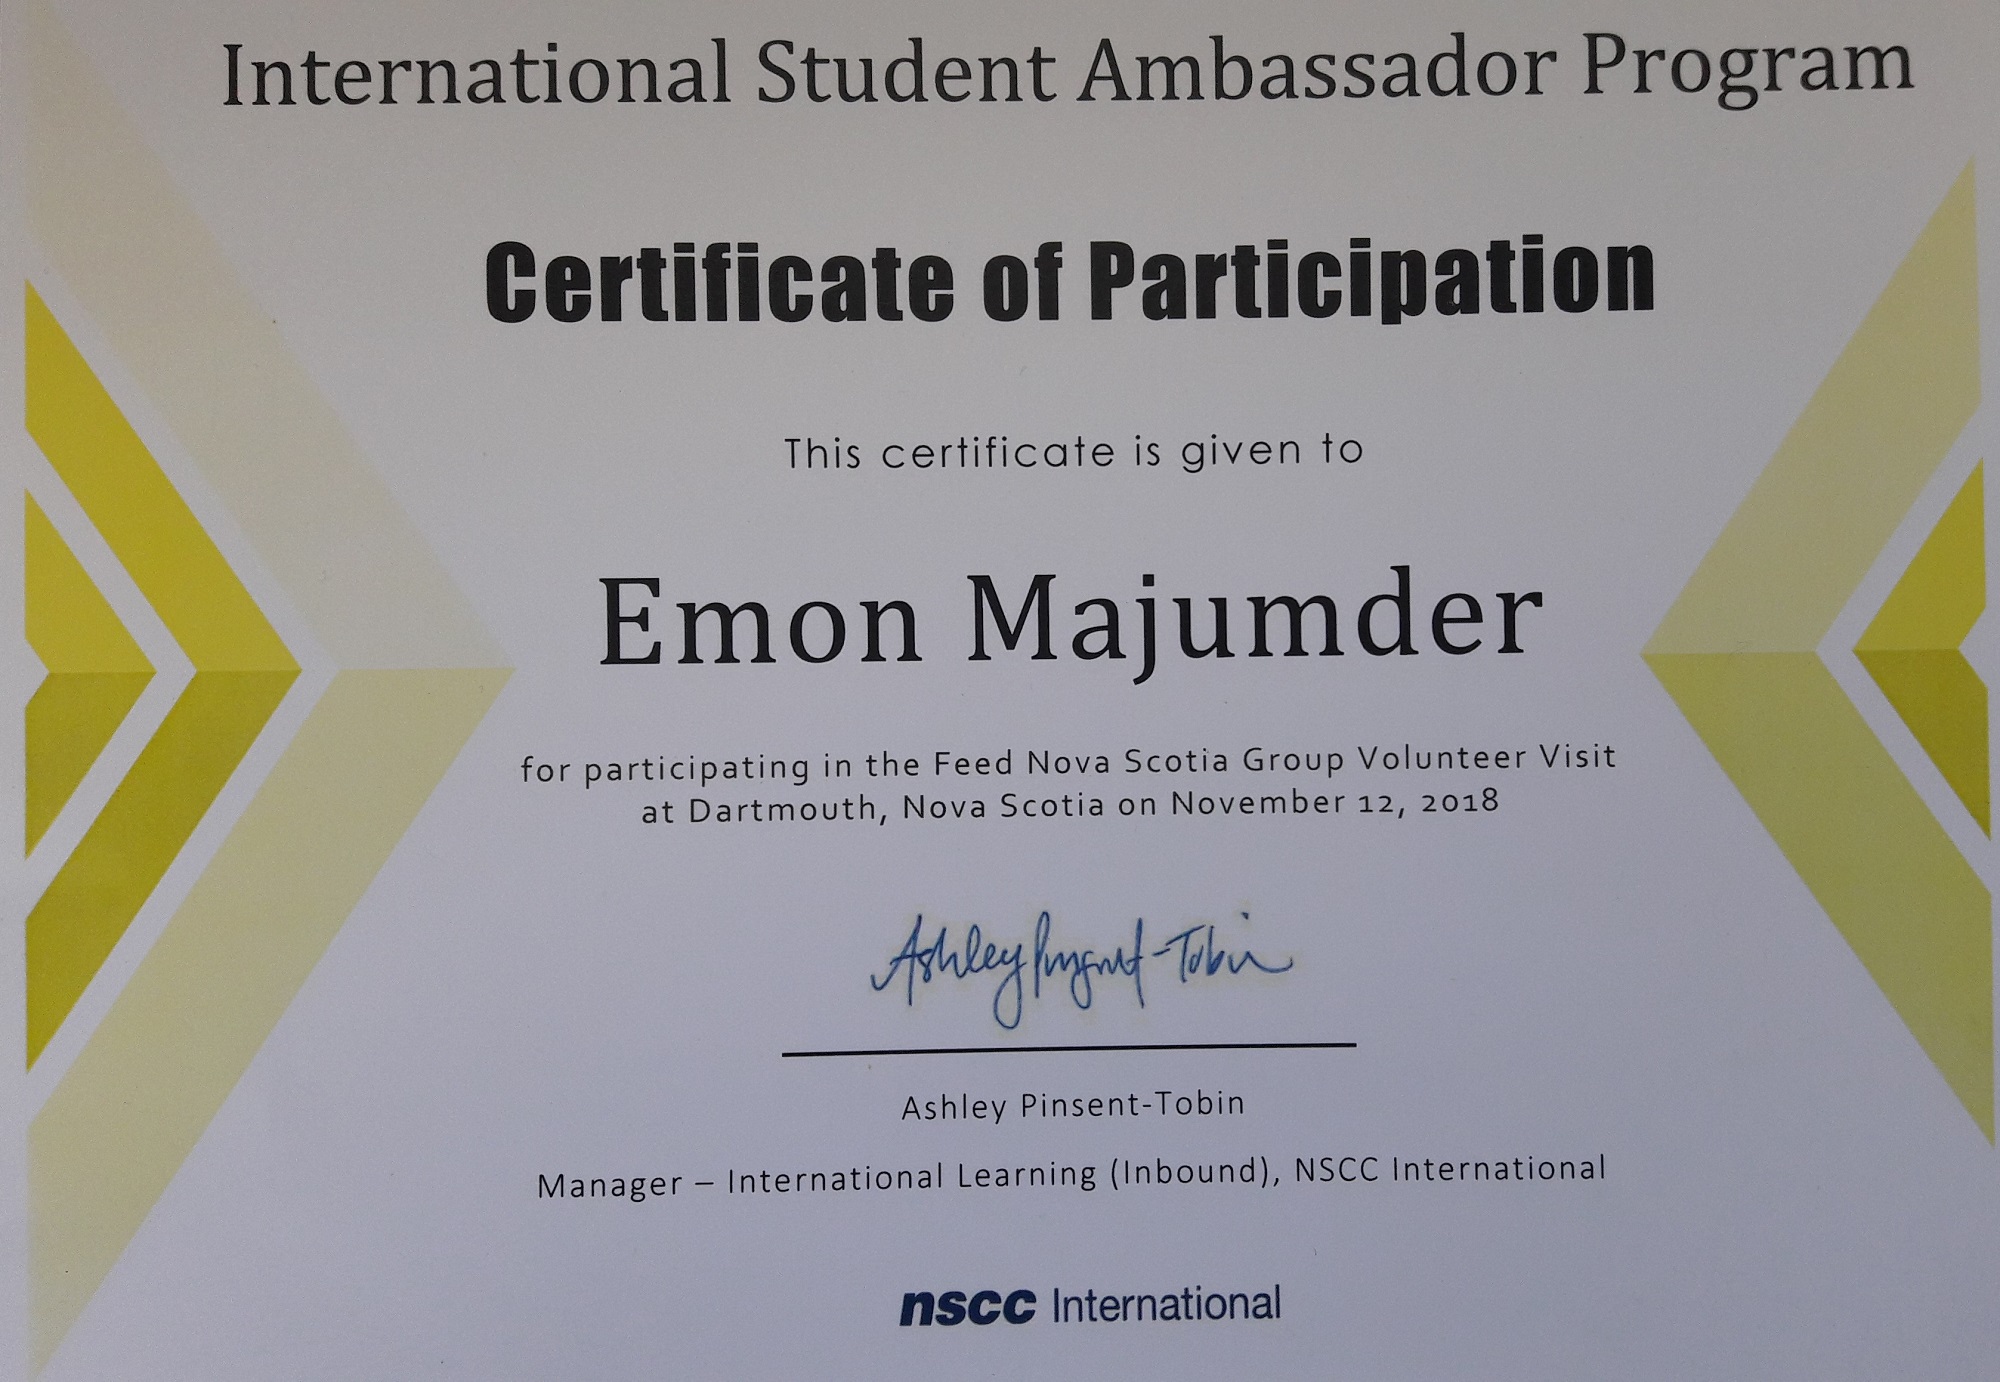 International Student Ambassador Program
Certificate of Participation
This certificate is given to
Emon Majumder
for participating in the Feed Nova Scotia Group Volunteer Visit
at Dartmouth, Nova Scotia on November 12, 2018
Ashley Pinsent-Tobin
Ashley Pinsent-Tobin
Manager – International Learning (Inbound), NSCC International
nscc International